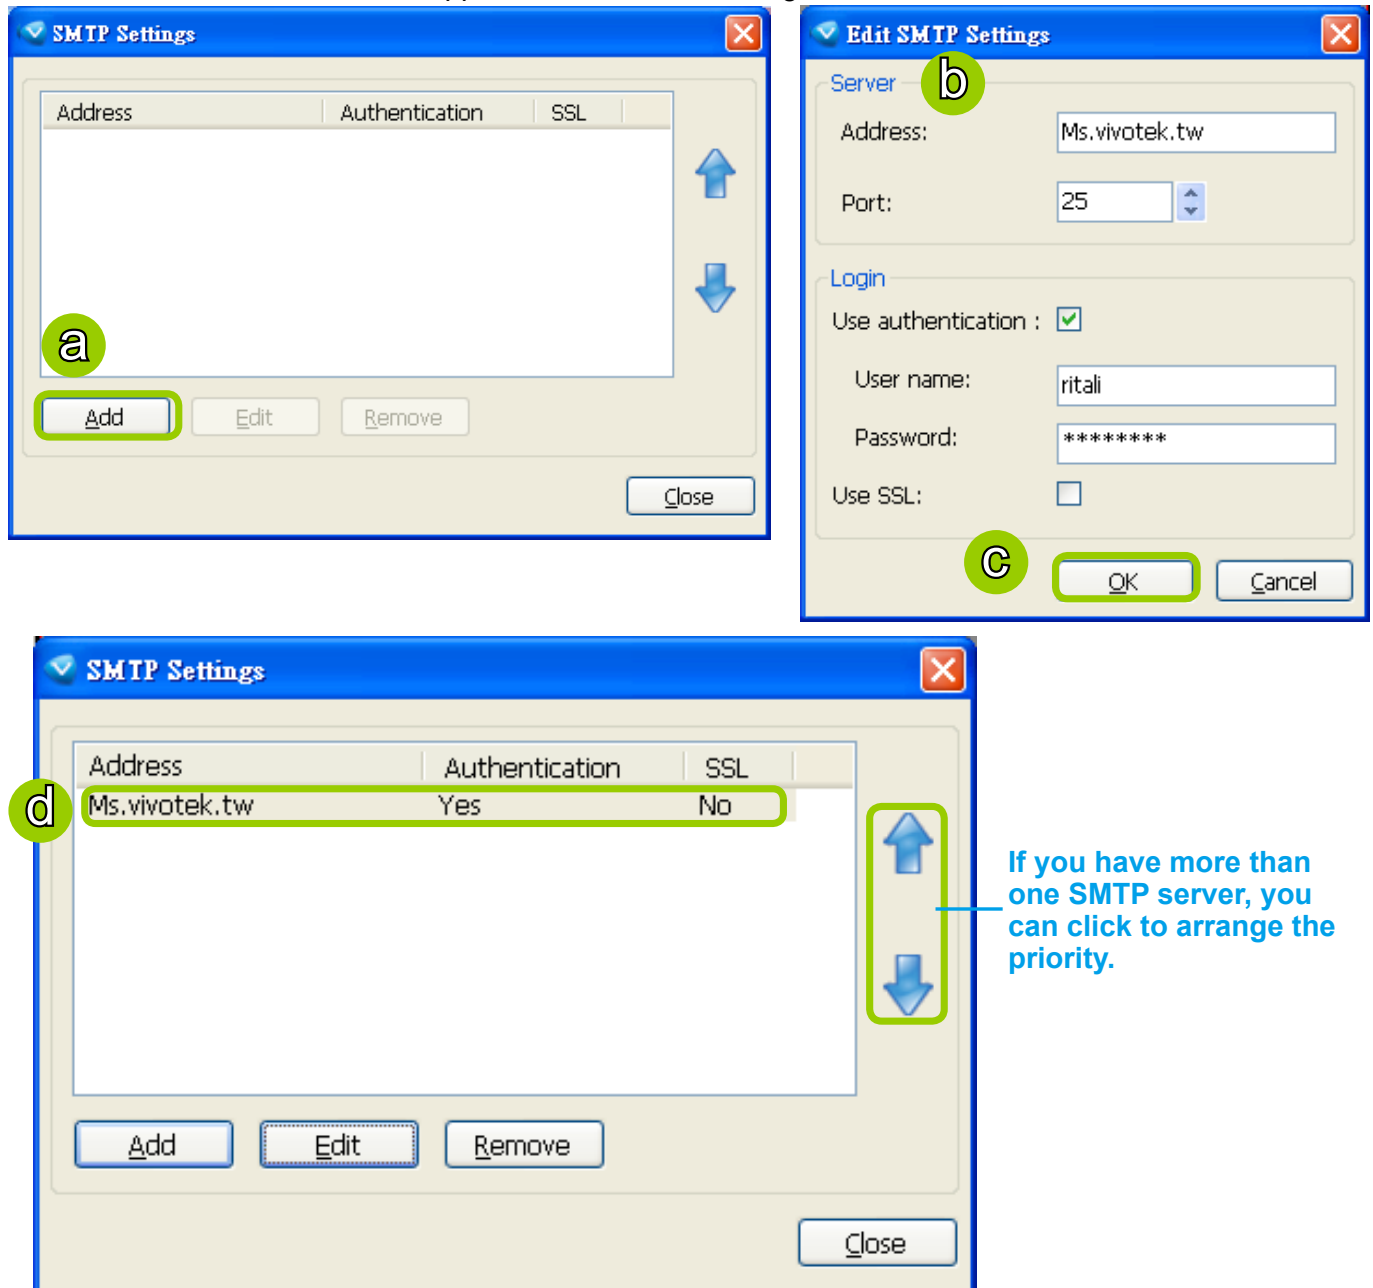 SMTP Settings
Address Authentication SSL
a
Add Edit Remove
Close
Edit SMTP Settings
b
Server
Address: Ms.vivotek.tw
Port: 25
Login
Use authentication :
User name: ritali
Password: ********
Use SSL:
c
OK Cancel
SMTP Settings
Address Authentication SSL
d
Ms.vivotek.tw Yes No
Add Edit Remove
Close
If you have more than
one SMTP server, you
can click to arrange the
priority.